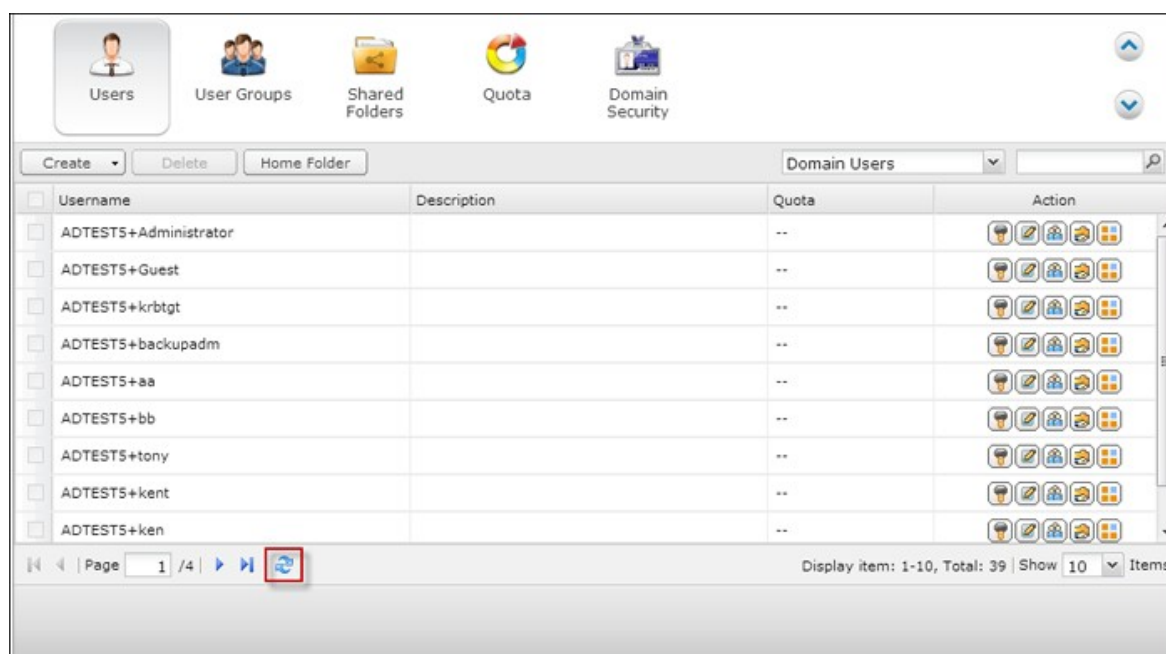 Users
User Groups
Shared
Folders
Quota
Domain
Security
Create
Delete
Home Folder
Domain Users
Username Description Quota Action
ADTEST5+Administrator --
ADTEST5+Guest --
ADTEST5+krbtgt --
ADTEST5+backupadm --
ADTEST5+aa --
ADTEST5+bb --
ADTEST5+tony --
ADTEST5+kent --
ADTEST5+ken --
Page 1 /4 Display item: 1-10, Total: 39 Show 10 Items